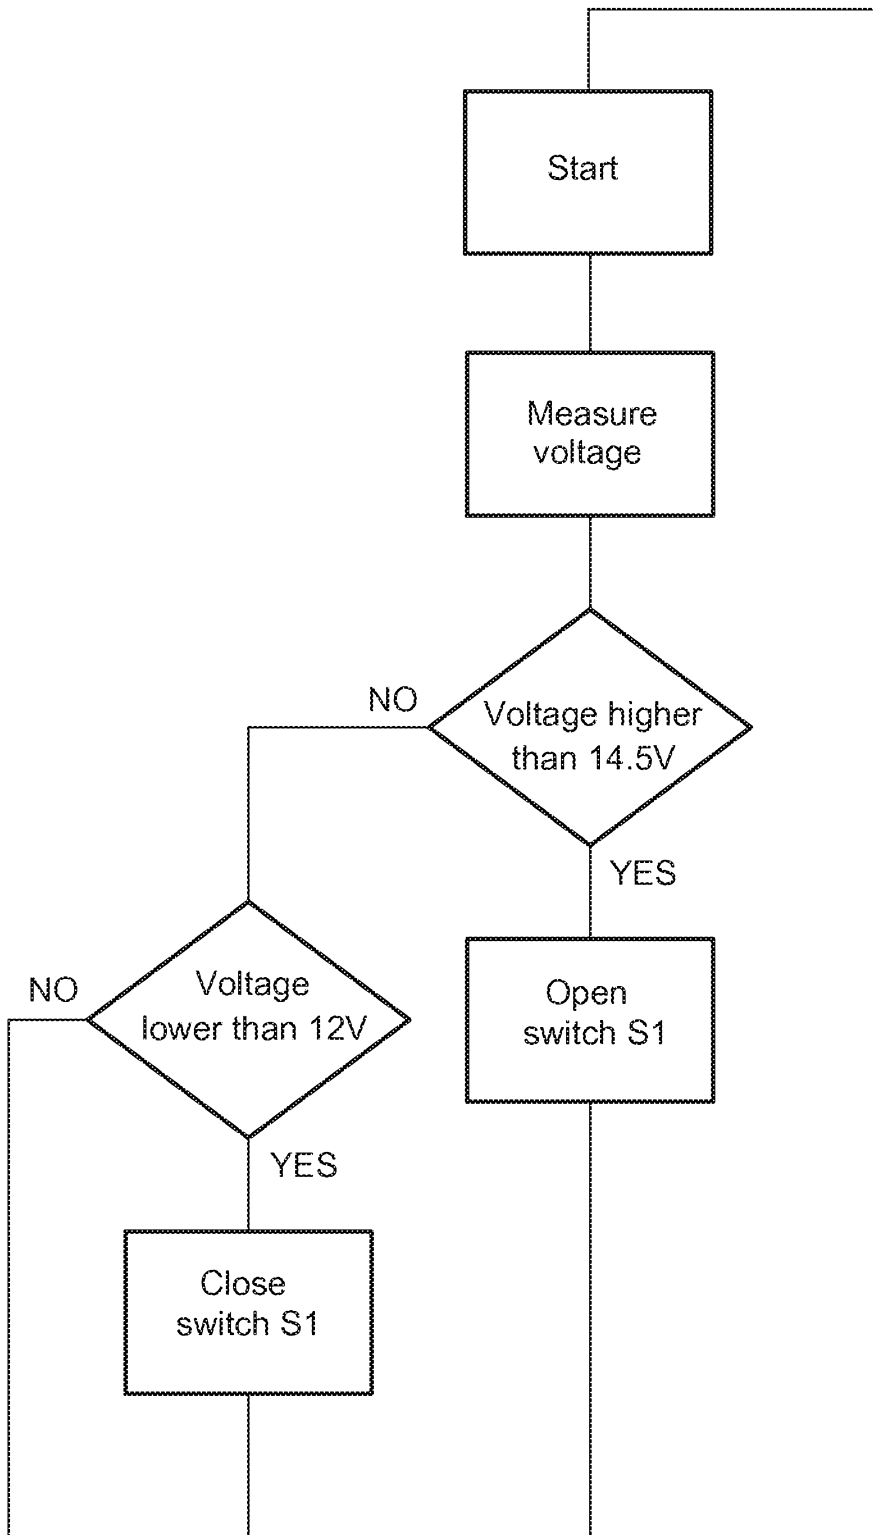 Start
Measure
voltage
NO
Voltage higher
than 14.5V
YES
NO
Voltage
lower than 12V
Open
switch S1
YES
Close
switch S1